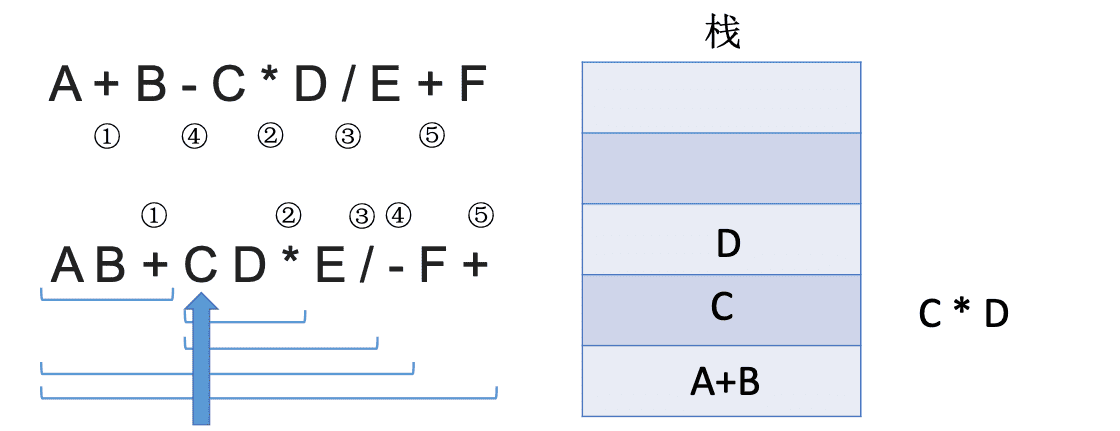 A + B - C * D / E + F
① ④ ② ③ ⑤
① ② ③ ④ ⑤
A B + C D * E / - F +
栈
D
C
A+B
C * D